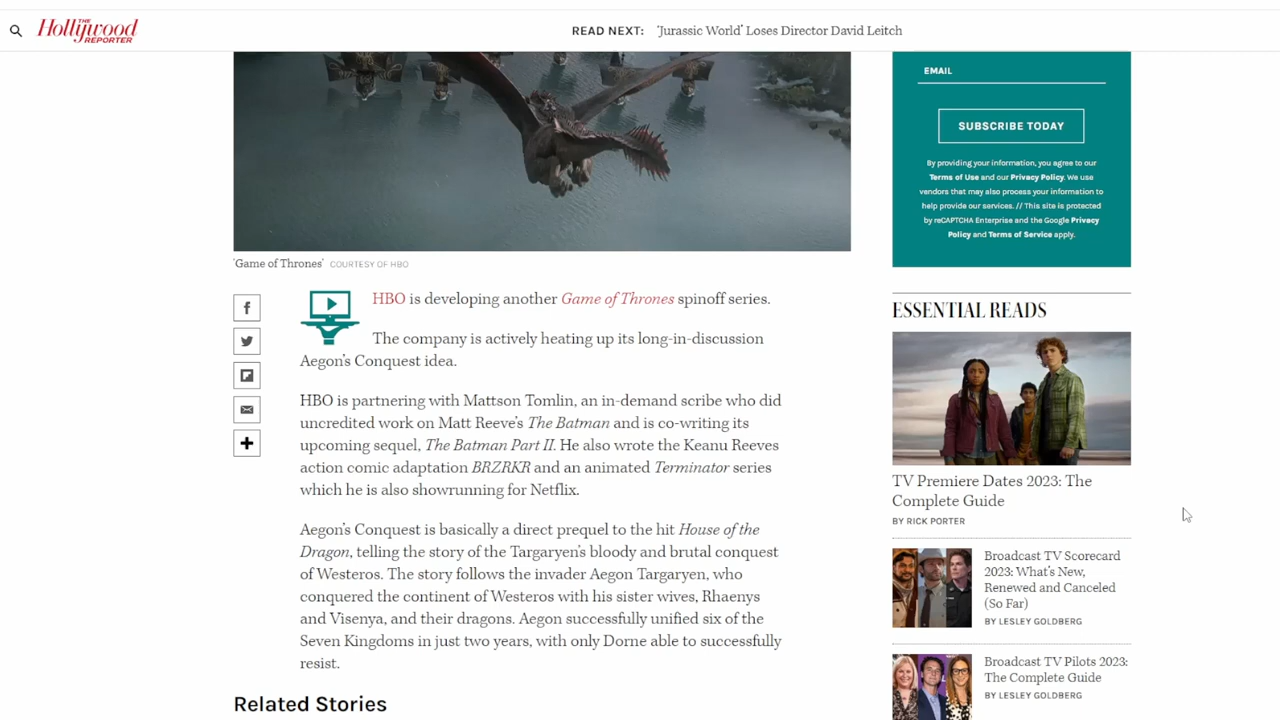 THE
Hollywood
REPORTER
READ NEXT: 'Jurassic World' Loses Director David Leitch
EMAIL
SUBSCRIBE TODAY
By providing your information, you agree to our
Terms of Use and our Privacy Policy. We use
vendors that may also process your information to
help provide our services. // This site is protected
by reCAPTCHA Enterprise and the Google Privacy
Policy and Terms of Service apply.
'Game of Thrones' COURTESY OF HBO
HBO is developing another Game of Thrones spinoff series.
The company is actively heating up its long-in-discussion
Aegon's Conquest idea.
HBO is partnering with Mattson Tomlin, an in-demand scribe who did
uncredited work on Matt Reeve's The Batman and is co-writing its
upcoming sequel, The Batman Part II. He also wrote the Keanu Reeves
action comic adaptation BRZRKR and an animated Terminator series
which he is also showrunning for Netflix.
Aegon's Conquest is basically a direct prequel to the hit House of the
Dragon, telling the story of the Targaryen's bloody and brutal conquest
of Westeros. The story follows the invader Aegon Targaryen, who
conquered the continent of Westeros with his sister wives, Rhaenys
and Visenya, and their dragons. Aegon successfully unified six of the
Seven Kingdoms in just two years, with only Dorne able to successfully
resist.
Related Stories
ESSENTIAL READS
TV Premiere Dates 2023: The
Complete Guide
BY RICK PORTER
Broadcast TV Scorecard
2023: What's New,
Renewed and Canceled
(So Far)
BY LESLEY GOLDBERG
Broadcast TV Pilots 2023:
The Complete Guide
BY LESLEY GOLDBERG